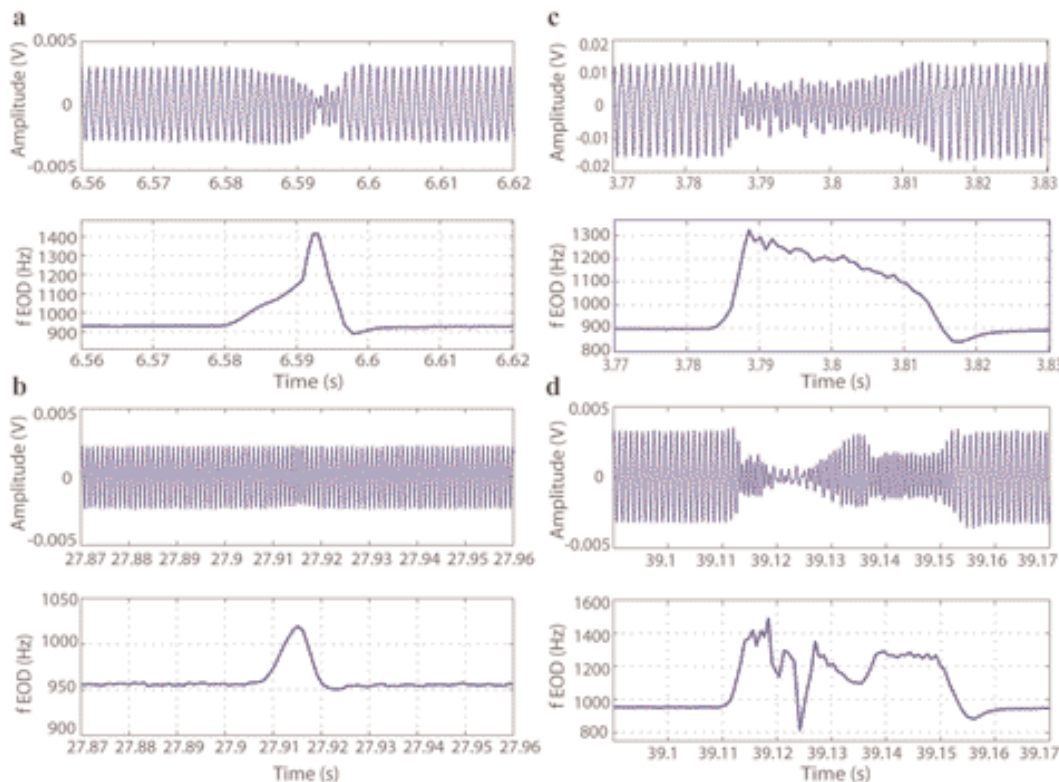 a
Amplitude (V)
0.005
0
-0.005
6.56 6.57 6.58 6.59 6.6 6.61 6.62
f EOD (Hz)
1400
1300
1200
1100
1000
900
6.56 6.57 6.58 6.59 6.6 6.61 6.62
Time (s)
b
Amplitude (V)
0.005
0
-0.005
27.87 27.88 27.89 27.9 27.91 27.92 27.93 27.94 27.95 27.96
f EOD (Hz)
1050
1000
950
900
27.87 27.88 27.89 27.9 27.91 27.92 27.93 27.94 27.95 27.96
Time (s)
c
Amplitude (V)
0.02
0.01
0
-0.01
-0.02
3.77 3.78 3.79 3.8 3.81 3.82 3.83
f EOD (Hz)
1300
1200
1100
1000
900
800
3.77 3.78 3.79 3.8 3.81 3.82 3.83
Time (s)
d
Amplitude (V)
0.005
0
-0.005
39.1 39.11 39.12 39.13 39.14 39.15 39.16 39.17
f EOD (Hz)
1600
1400
1200
1000
800
39.1 39.11 39.12 39.13 39.14 39.15 39.16 39.17
Time (s)